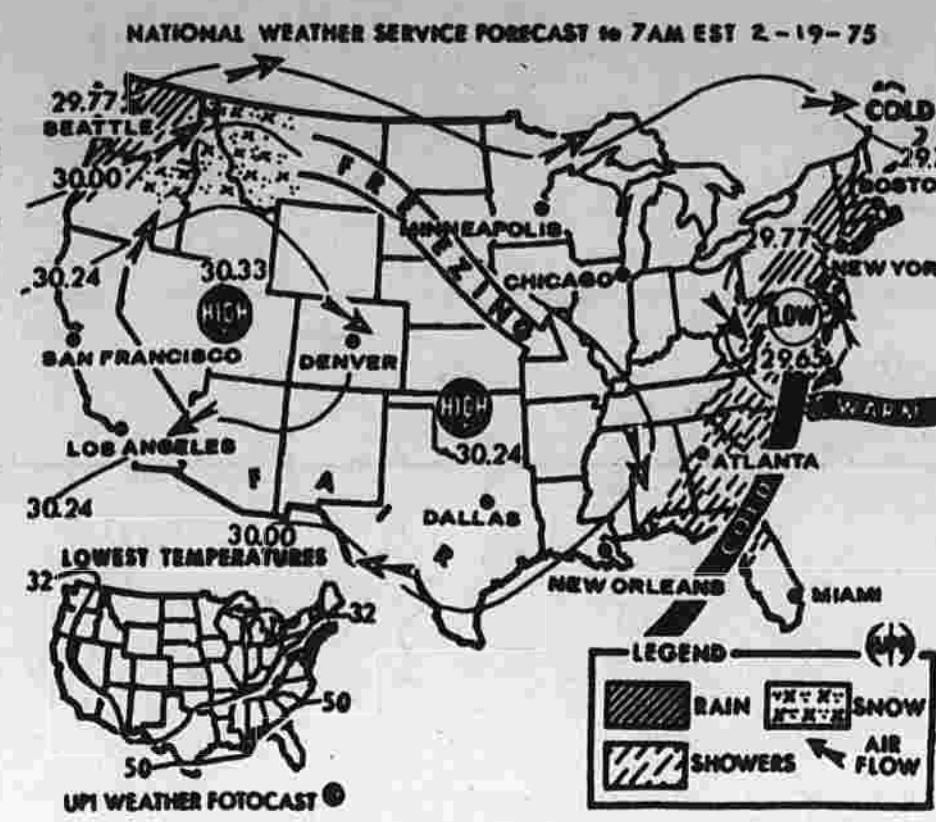 NATIONAL WEATHER SERVICE FORECAST to 7AM EST 2-19-75
29.77
SEATTLE
30.00
30.24
30.33
HIGH
SAN FRANCISCO
DENVER
LOS ANGELES
30.24
30.00
FREEZING
MINNEAPOLIS
CHICAGO
HIGH
30.24
DALLAS
F A R
COLD
BOSTO
29.77
NEW YOR
LOW
29.65
WARM
ATLANTA
COLD
NEW ORLEANS
MIAMI
LOWEST TEMPERATURES
32
32
50
50
UPI WEATHER FOTOCAST ©
LEGEND
UPI
RAIN
SNOW
SHOWERS
AIR FLOW